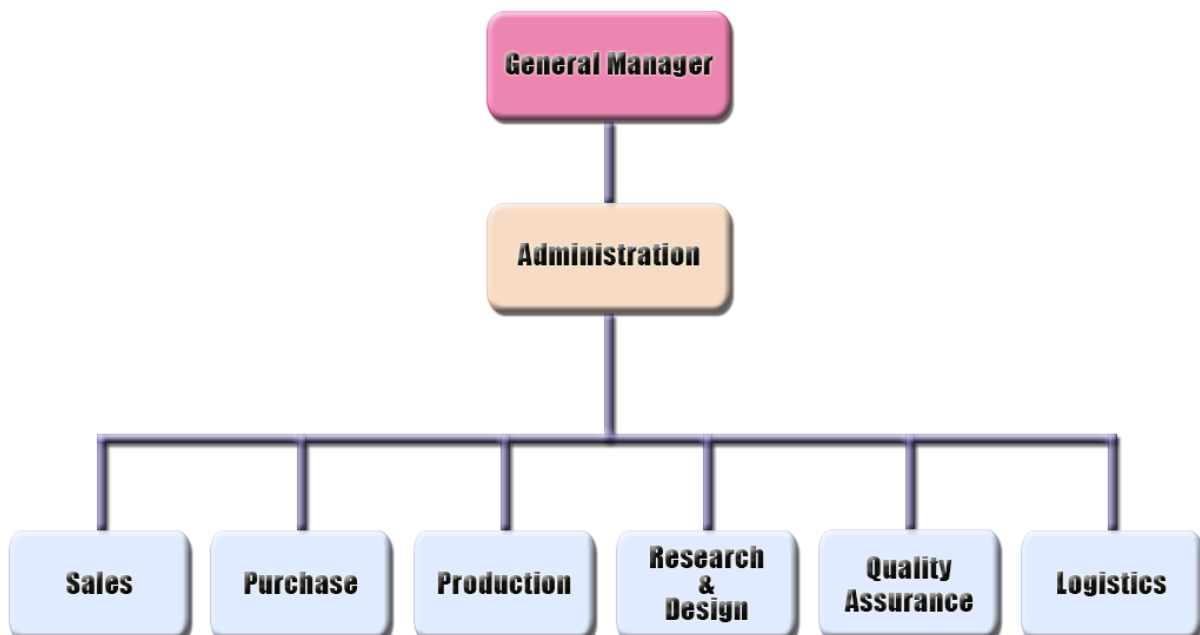 General Manager
Administration
Sales
Purchase
Production
Research
&
Design
Quality
Assurance
Logistics